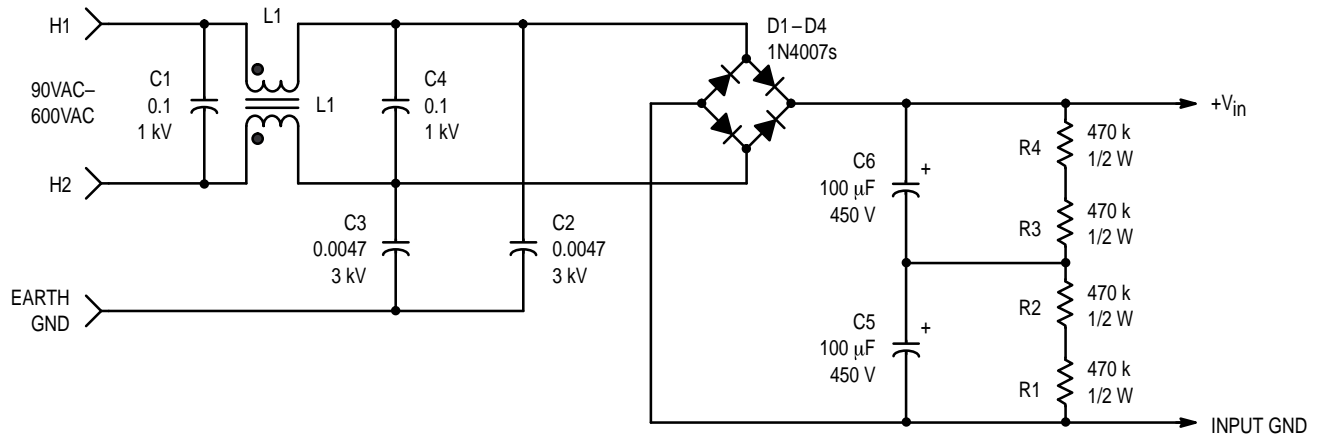 H1
L1
D1–D4
1N4007s
90VAC–
600VAC
C1
0.1
1 kV
L1
C4
0.1
1 kV
+Vin
H2
C6
100 μF
450 V
+
R4
470 k
1/2 W
R3
470 k
1/2 W
C3
0.0047
3 kV
C2
0.0047
3 kV
EARTH
GND
C5
100 μF
450 V
+
R2
470 k
1/2 W
R1
470 k
1/2 W
INPUT GND